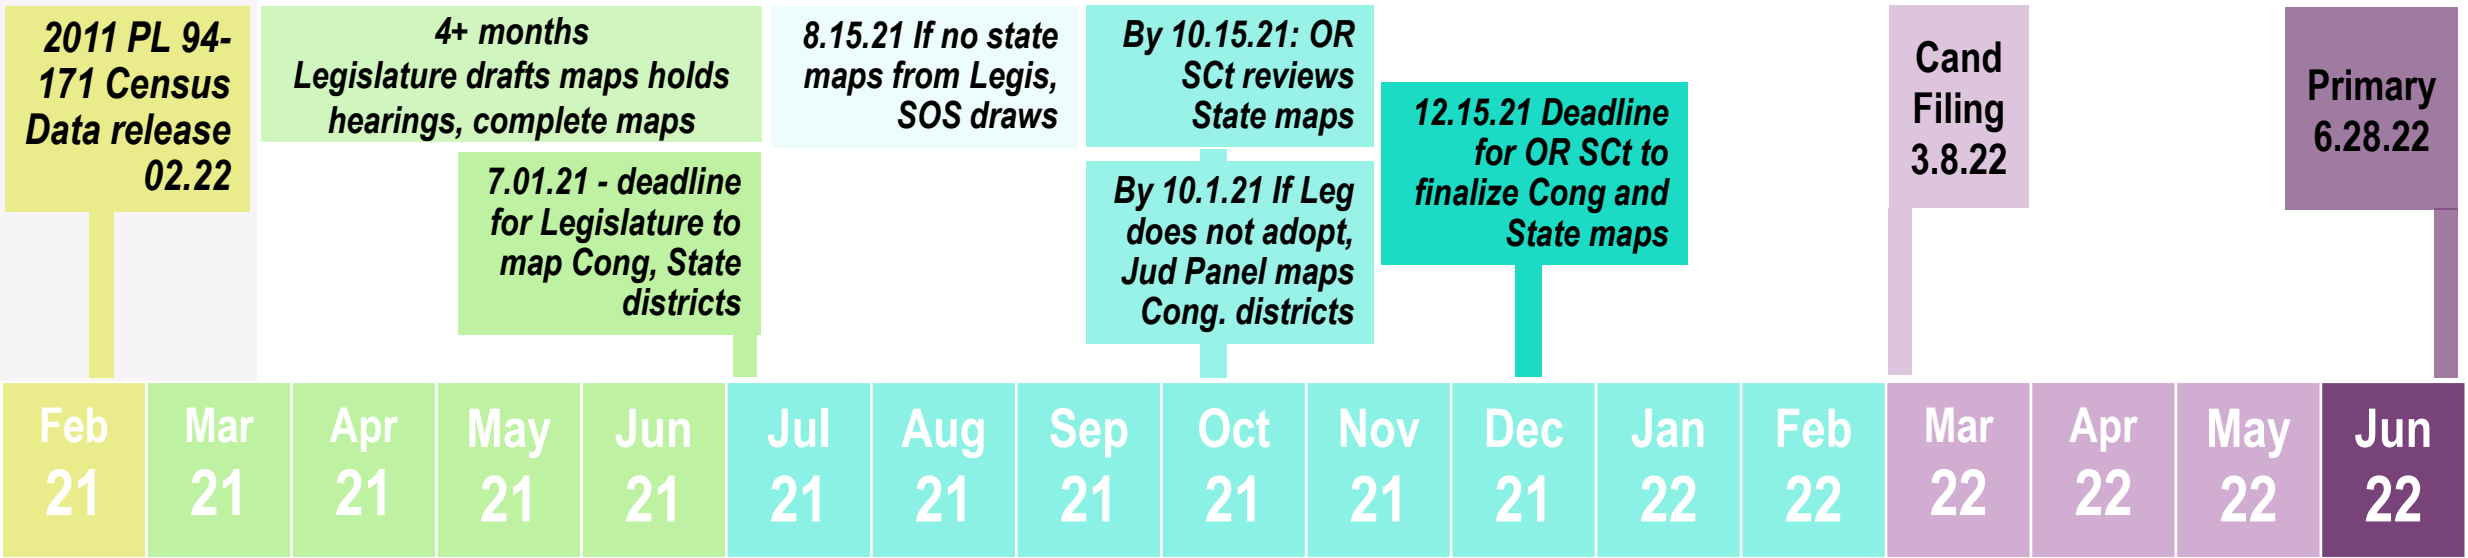 2011 PL 94-
171 Census
Data release
02.22
4+ months
Legislature drafts maps holds
hearings, complete maps
7.01.21 - deadline
for Legislature to
map Cong, State
districts
8.15.21 If no state
maps from Legis,
SOS draws
By 10.15.21: OR
SCt reviews
State maps
By 10.1.21 If Leg
does not adopt,
Jud Panel maps
Cong. districts
12.15.21 Deadline
for OR SCt to
finalize Cong and
State maps
Cand
Filing
3.8.22
Primary
6.28.22
Feb
21
Mar
21
Apr
21
May
21
Jun
21
Jul
21
Aug
21
Sep
21
Oct
21
Nov
21
Dec
21
Jan
22
Feb
22
Mar
22
Apr
22
May
22
Jun
22